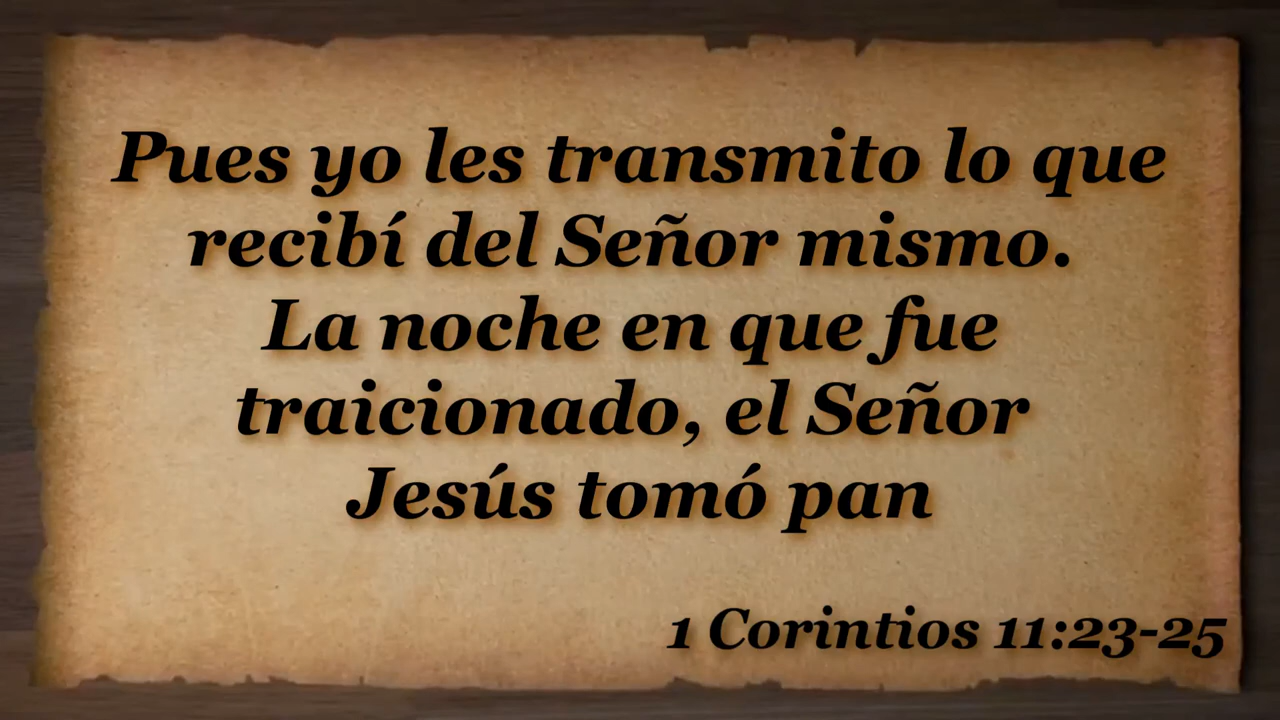 Pues yo les transmito lo que
recibí del Señor mismo.
La noche en que fue
traicionado, el Señor
Jesús tomó pan
1 Corintios 11:23-25